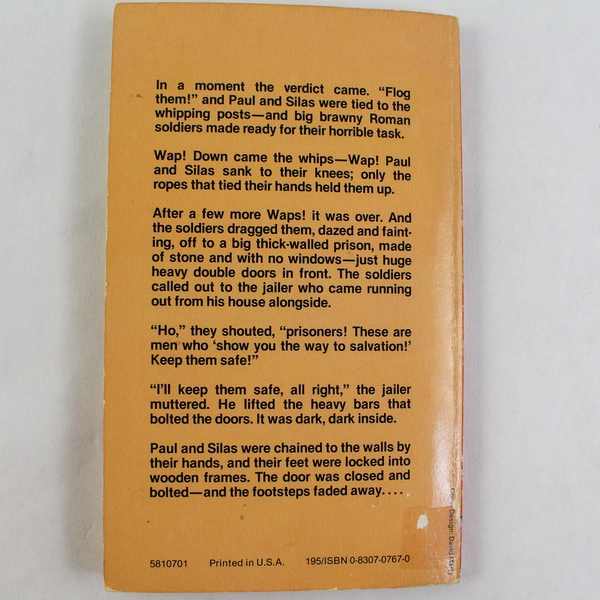 In a moment the verdict came. “Flog
them!” and Paul and Silas were tied to the
whipping posts—and big brawny Roman
soldiers made ready for their horrible task.
Wap! Down came the whips—Wap! Paul
and Silas sank to their knees; only the
ropes that tied their hands held them up.
After a few more Waps! it was over. And
the soldiers dragged them, dazed and faint-
ing, off to a big thick-walled prison, made
of stone and with no windows—just huge
heavy double doors in front. The soldiers
called out to the jailer who came running
out from his house alongside.
“Ho,” they shouted, “prisoners! These are
men who ‘show you the way to salvation!’
Keep them safe!”
“I’ll keep them safe, all right,” the jailer
muttered. He lifted the heavy bars that
bolted the doors. It was dark, dark inside.
Paul and Silas were chained to the walls by
their hands, and their feet were locked into
wooden frames. The door was closed and
bolted—and the footsteps faded away....
5810701 Printed in U.S.A. 195/ISBN 0-8307-0767-0
Design: David